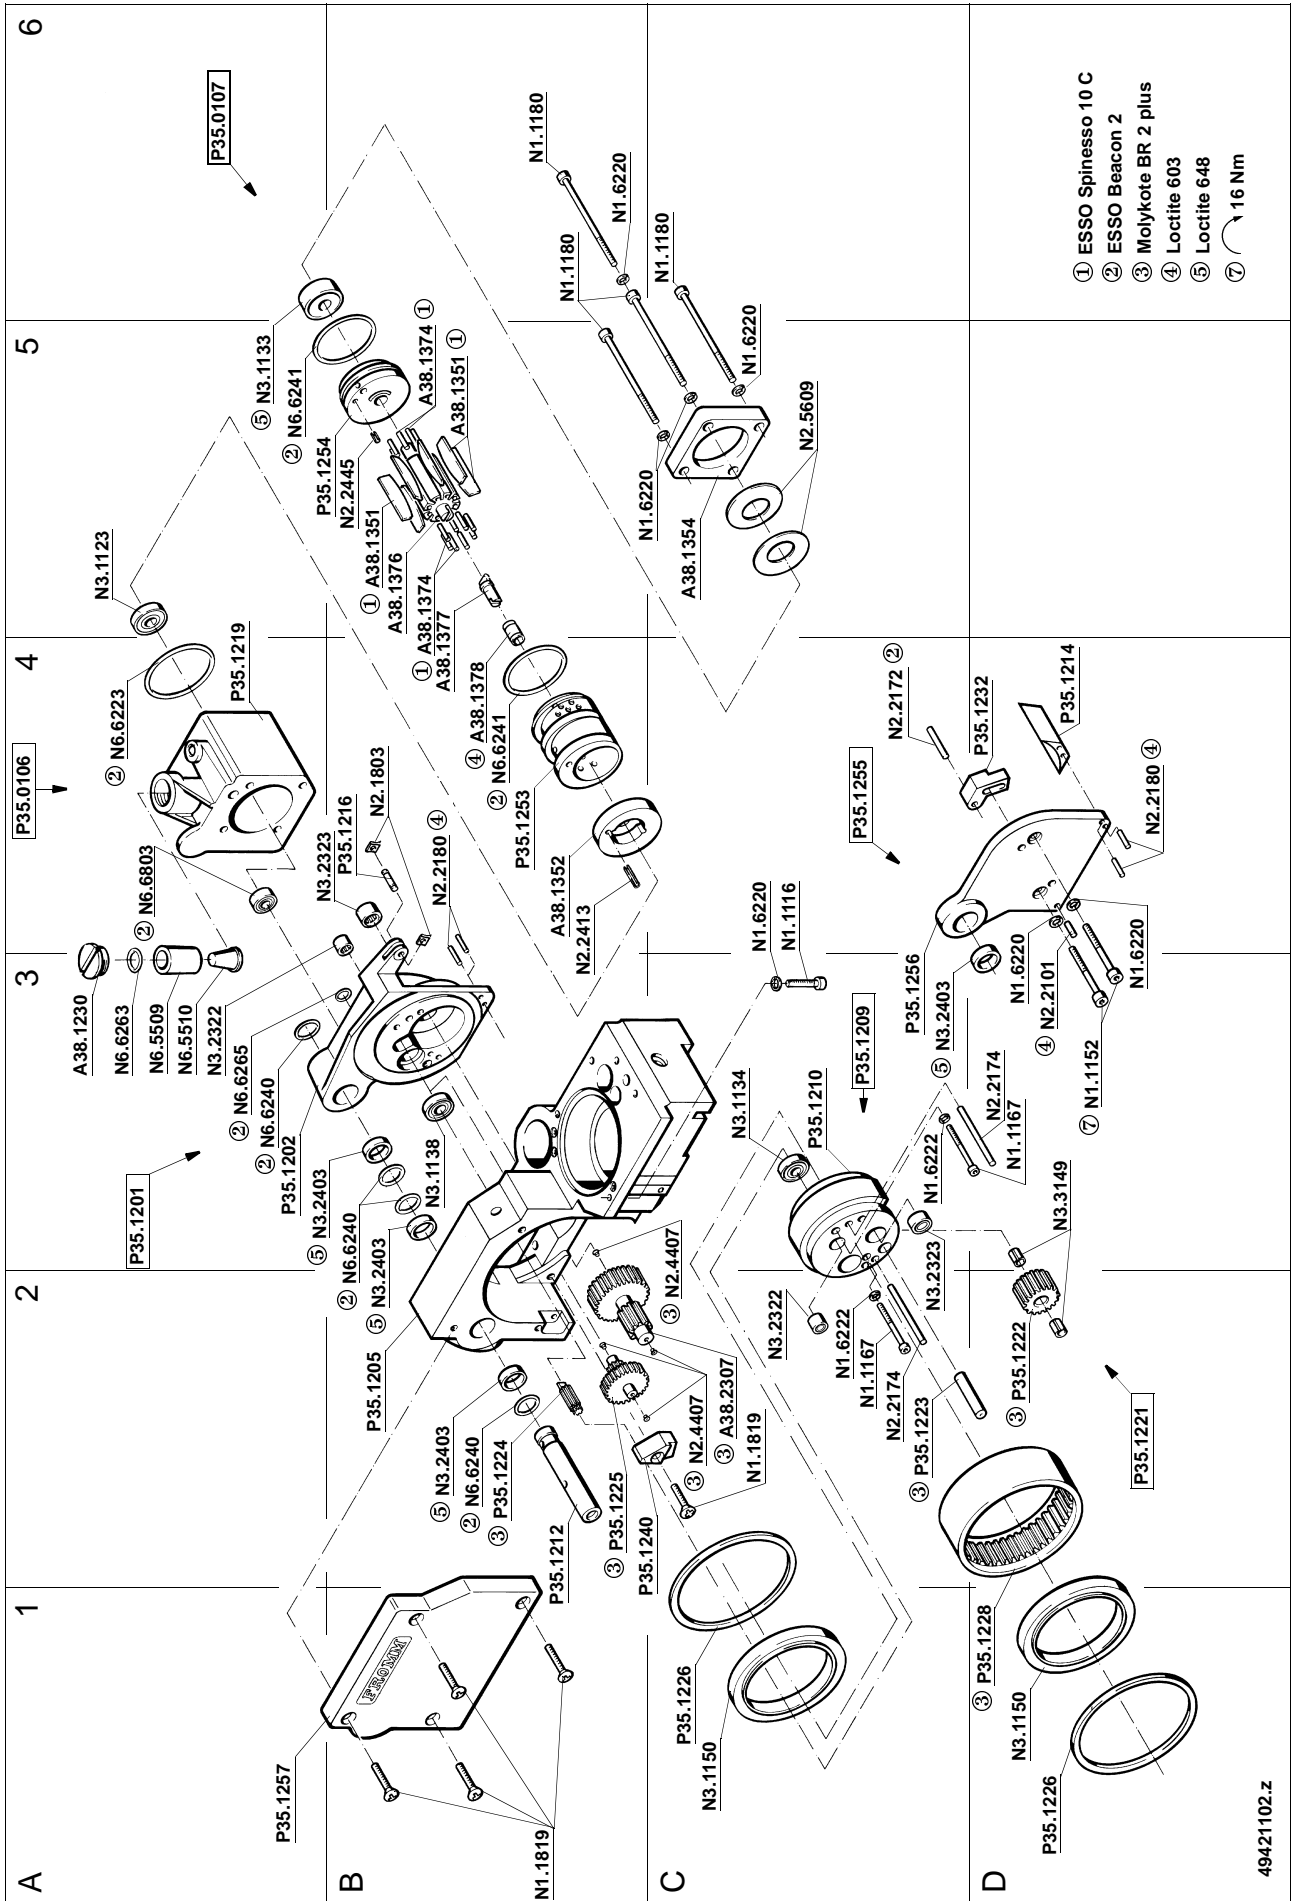 A
B
C
D
1
2
3
4
5
6
P35.0106
P35.0107
P35.1201
P35.1257
FROMM
N1.1819
A38.1230
N6.6263
N6.5509
N6.5510
N3.2322
② N6.6265
② N6.6240
P35.1202
⑤ N3.2403
② N6.6240
⑤ N3.2403
N3.1138
P35.1205
⑤ N3.2403
② N6.6240
③ P35.1224
P35.1212
③ P35.1225
P35.1240
② N6.6803
② N6.6223
P35.1219
N3.1123
N3.2323
P35.1216
N2.1803
N2.2180 ④
⑤ N3.1133
② N6.6241
P35.1254
N2.2445
① A38.1351
A38.1376
① A38.1374
A38.1377
A38.1374 ①
A38.1351 ①
④ A38.1378
② N6.6241
P35.1253
A38.1352
N2.2413
N1.1180
N1.6220
N1.1180
N1.1180
N1.6220
N1.6220
A38.1354
N2.5609
N1.6220
N1.1116
③ N2.4407
③ N2.4407
③ A38.2307
N1.1819
P35.1226
N3.1150
N3.1134
P35.1210
P35.1209
N3.2322
N1.6222
N1.1167
N2.2174
③ P35.1223
N1.6222
N2.2174
N1.1167
N3.2323
N3.3149
③ P35.1222
P35.1221
③ P35.1228
N3.1150
P35.1226
P35.1255
N2.2172 ②
P35.1232
P35.1214
N2.2180 ④
P35.1256
⑤ N3.2403
N1.6220
④ N2.2101
N1.6220
⑦ N1.1152
① ESSO Spinesso 10 C
② ESSO Beacon 2
③ Molykote BR 2 plus
④ Loctite 603
⑤ Loctite 648
⑦ 16 Nm
49421102.z